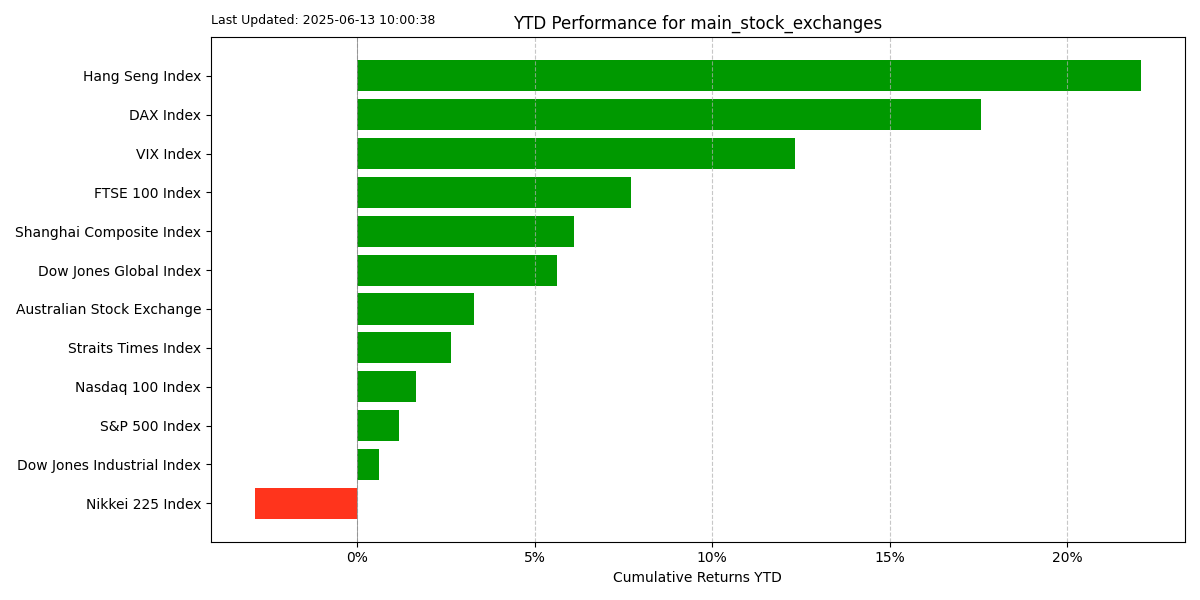 Last Updated: 2025-06-13 10:00:38
YTD Performance for main_stock_exchanges
Hang Seng Index
DAX Index
VIX Index
FTSE 100 Index
Shanghai Composite Index
Dow Jones Global Index
Australian Stock Exchange
Straits Times Index
Nasdaq 100 Index
S&P 500 Index
Dow Jones Industrial Index
Nikkei 225 Index
0% 5% 10% 15% 20%
Cumulative Returns YTD